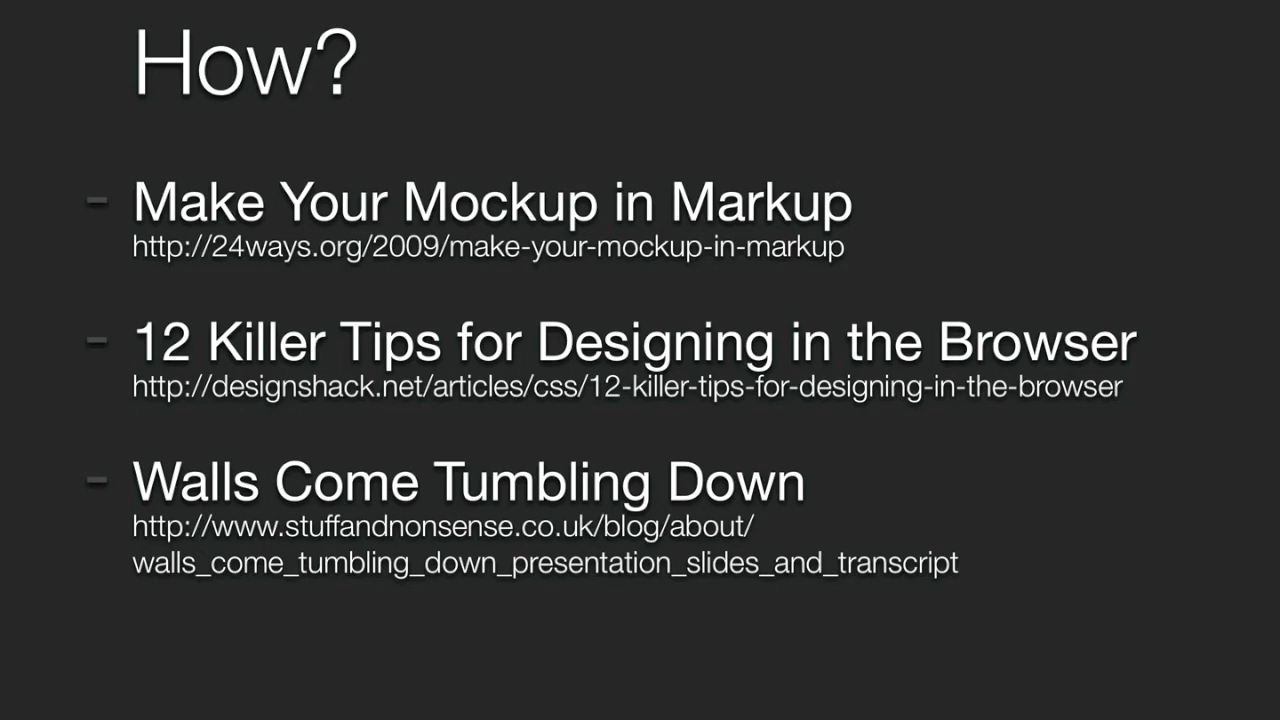 How?
- Make Your Mockup in Markup
http://24ways.org/2009/make-your-mockup-in-markup
- 12 Killer Tips for Designing in the Browser
http://designshack.net/articles/css/12-killer-tips-for-designing-in-the-browser
- Walls Come Tumbling Down
http://www.stuffandnonsense.co.uk/blog/about/
walls_come_tumbling_down_presentation_slides_and_transcript